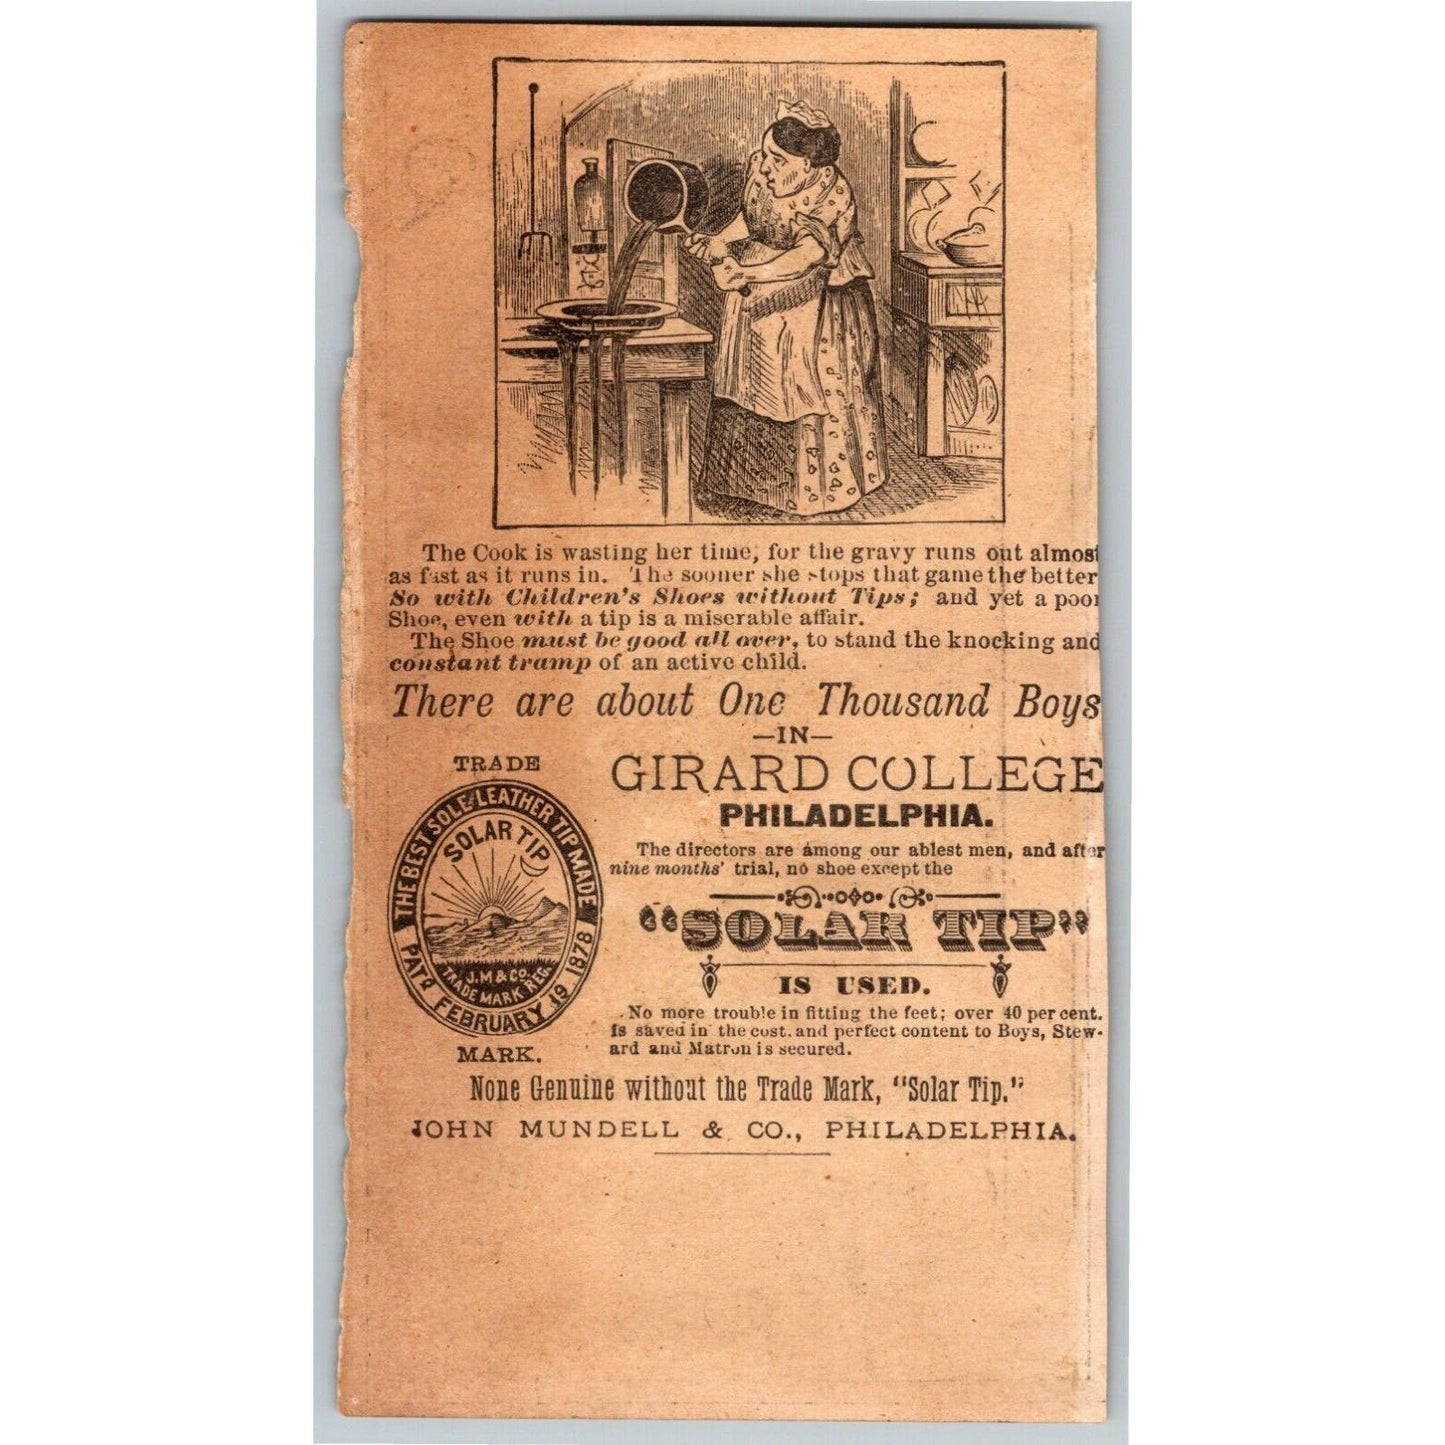 The Cook is wasting her time, for the gravy runs out almost
as fast as it runs in. The sooner she stops that game the better
So with Children's Shoes without Tips; and yet a poor
Shoe, even with a tip is a miserable affair.
The Shoe must be good all over, to stand the knocking and
constant tramp of an active child.
There are about One Thousand Boys
—IN—
GIRARD COLLEGE
PHILADELPHIA.
The directors are among our ablest men, and after
nine months' trial, no shoe except the
"SOLAR TIP"
IS USED.
No more trouble in fitting the feet; over 40 per cent.
is saved in the cost, and perfect content to Boys, Stew-
ard and Matron is secured.
TRADE
THE BEST SOLE LEATHER TIP MADE
SOLAR TIP
J.M & CO.
TRADE MARK REG.
PATD FEBRUARY 19 1878
MARK.
None Genuine without the Trade Mark, "Solar Tip."
JOHN MUNDELL & CO., PHILADELPHIA.